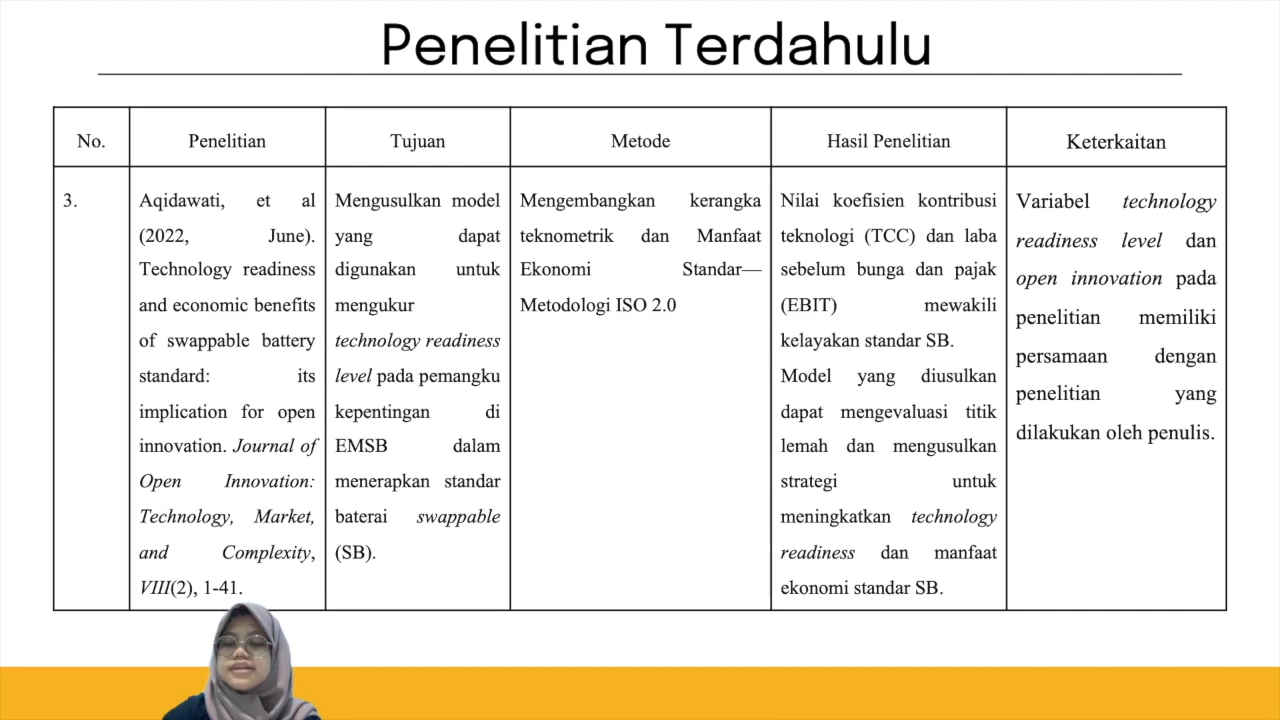 Penelitian Terdahulu
No.
Penelitian
Tujuan
Metode
Hasil Penelitian
Keterkaitan
3.
Aqidawati, et al
(2022, June).
Technology readiness
and economic benefits
of swappable battery
standard: its
implication for open
innovation. Journal of
Open Innovation:
Technology, Market,
and Complexity,
VIII(2), 1-41.
Mengusulkan model
yang dapat
digunakan untuk
mengukur
technology readiness
level pada pemangku
kepentingan di
EMSB dalam
menerapkan standar
baterai swappable
(SB).
Mengembangkan kerangka
teknometrik dan Manfaat
Ekonomi Standar—
Metodologi ISO 2.0
Nilai koefisien kontribusi
teknologi (TCC) dan laba
sebelum bunga dan pajak
(EBIT) mewakili
kelayakan standar SB.
Model yang diusulkan
dapat mengevaluasi titik
lemah dan mengusulkan
strategi untuk
meningkatkan technology
readiness dan manfaat
ekonomi standar SB.
Variabel technology
readiness level dan
open innovation pada
penelitian memiliki
persamaan dengan
penelitian yang
dilakukan oleh penulis.